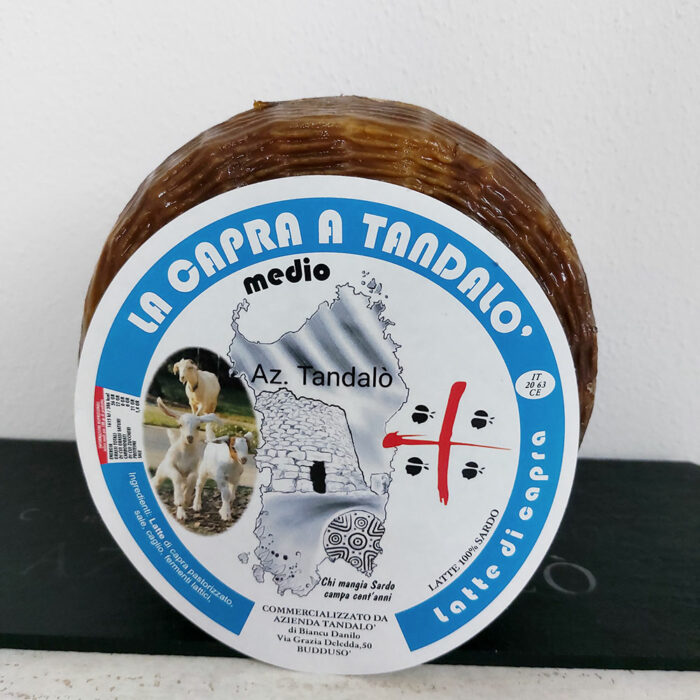 LA CAPRA A TANDALO'
medio
Az. Tandalò
IT
20 63
CE
Ingredienti: Latte di capra pastorizzato,
sale, caglio, fermenti lattici,
Chi mangia Sardo
campa cent'anni
LATTE 100% SARDO
Latte di capra
COMMERCIALIZZATO DA
AZIENDA TANDALO'
di Biancu Danilo
Via Grazia Deledda,50
BUDDUSO'